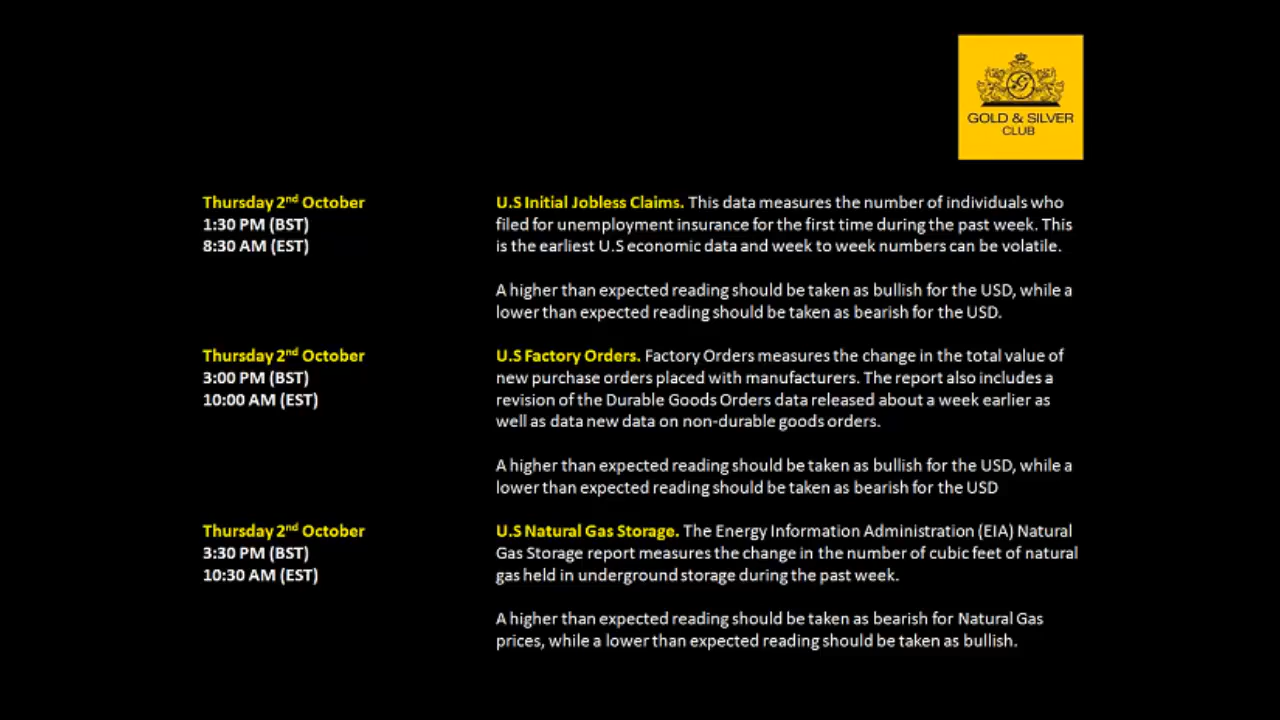 GOLD & SILVER
CLUB
Thursday 2nd October
1:30 PM (BST)
8:30 AM (EST)
U.S Initial Jobless Claims. This data measures the number of individuals who
filed for unemployment insurance for the first time during the past week. This
is the earliest U.S economic data and week to week numbers can be volatile.
A higher than expected reading should be taken as bullish for the USD, while a
lower than expected reading should be taken as bearish for the USD.
Thursday 2nd October
3:00 PM (BST)
10:00 AM (EST)
U.S Factory Orders. Factory Orders measures the change in the total value of
new purchase orders placed with manufacturers. The report also includes a
revision of the Durable Goods Orders data released about a week earlier as
well as data new data on non-durable goods orders.
A higher than expected reading should be taken as bullish for the USD, while a
lower than expected reading should be taken as bearish for the USD
Thursday 2nd October
3:30 PM (BST)
10:30 AM (EST)
U.S Natural Gas Storage. The Energy Information Administration (EIA) Natural
Gas Storage report measures the change in the number of cubic feet of natural
gas held in underground storage during the past week.
A higher than expected reading should be taken as bearish for Natural Gas
prices, while a lower than expected reading should be taken as bullish.